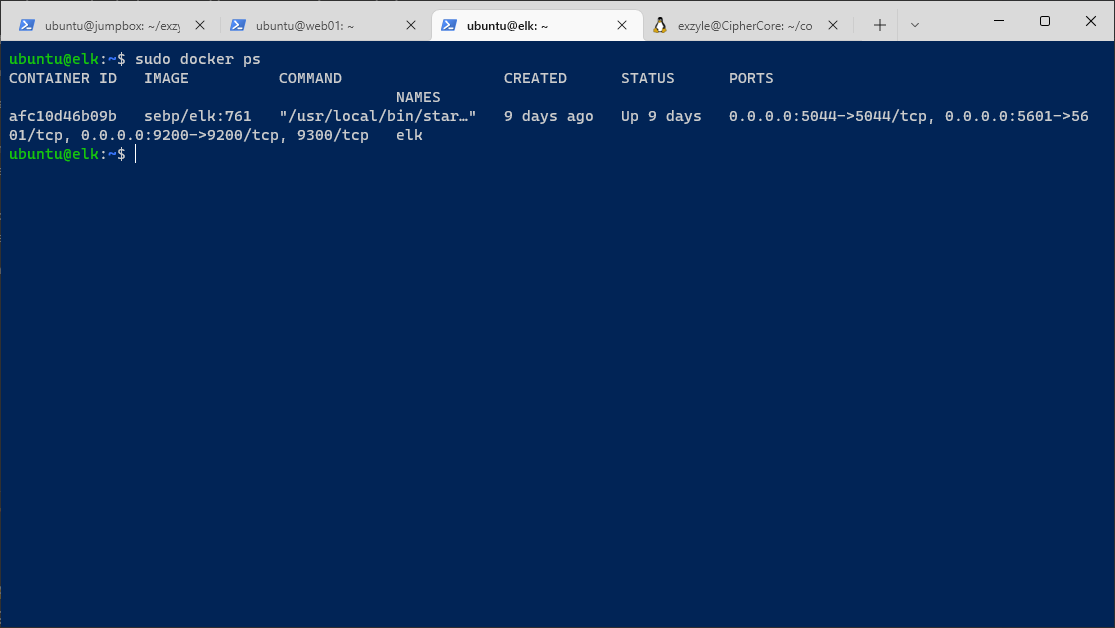 ubuntu@jumpbox: ~/exzy
ubuntu@web01: ~
ubuntu@elk: ~
exzyle@CipherCore: ~/co
ubuntu@elk:~$ sudo docker ps
CONTAINER ID   IMAGE          COMMAND                  CREATED      STATUS      PORTS
                                           NAMES
afc10d46b09b   sebp/elk:761   "/usr/local/bin/star…"   9 days ago   Up 9 days   0.0.0.0:5044->5044/tcp, 0.0.0.0:5601->56
01/tcp, 0.0.0.0:9200->9200/tcp, 9300/tcp   elk
ubuntu@elk:~$